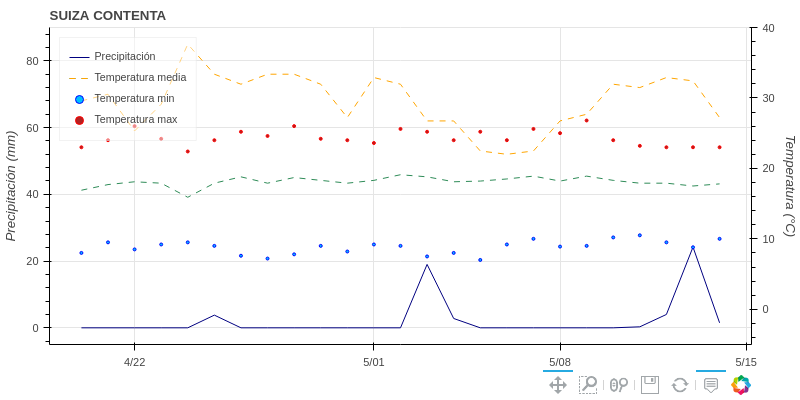 SUIZA CONTENTA
Precipitación
Temperatura media
Temperatura min
Temperatura max
Precipitación (mm)
80
60
40
20
0
40
30
20
10
0
Temperatura (°C)
4/22
5/01
5/08
5/15